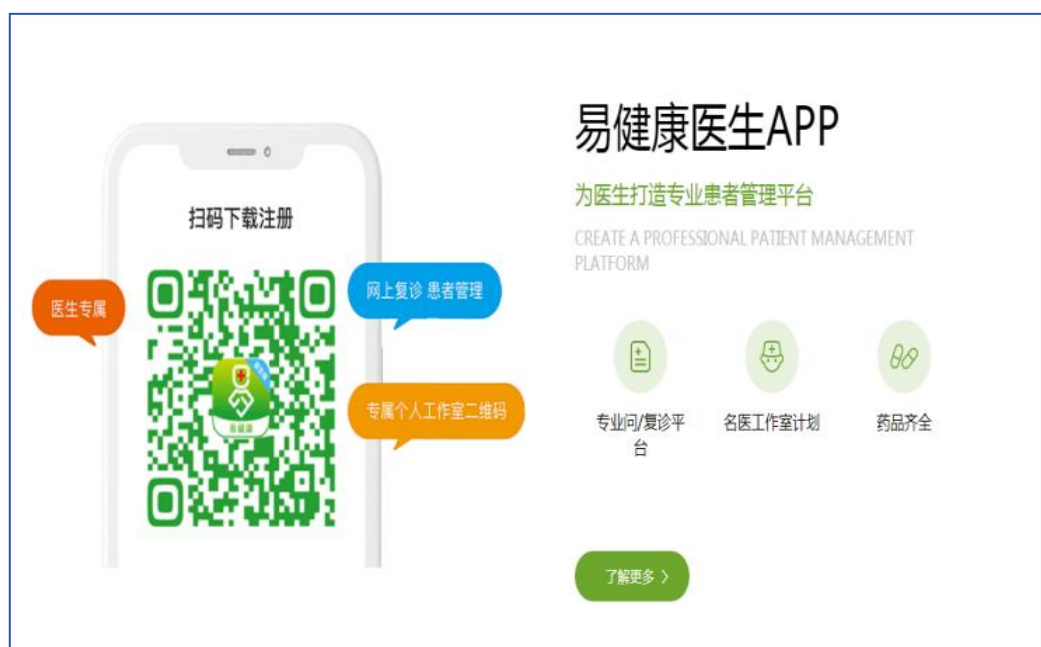 易健康医生APP
为医生打造专业患者管理平台
CREATE A PROFESSIONAL PATIENT MANAGEMENT
PLATFORM
扫码下载注册
医生专属
网上复诊 患者管理
专属个人工作室二维码
易健康
专业问/复诊平
台
名医工作室计划
药品齐全
了解更多 >